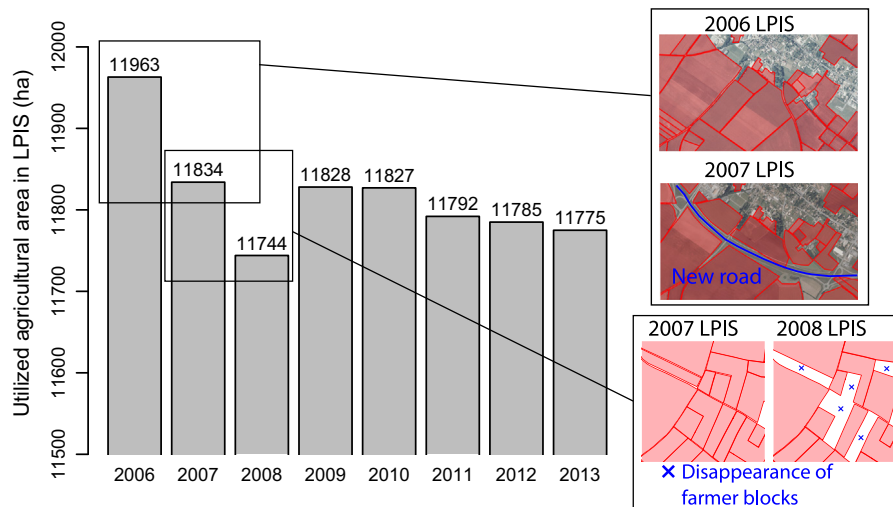 Utilized agricultural area in LPIS (ha)
12000
11900
11800
11700
11600
11500
11963
11834
11744
11828
11827
11792
11785
11775
2006
2007
2008
2009
2010
2011
2012
2013
2006 LPIS
2007 LPIS
New road
2007 LPIS
2008 LPIS
× Disappearance of
farmer blocks